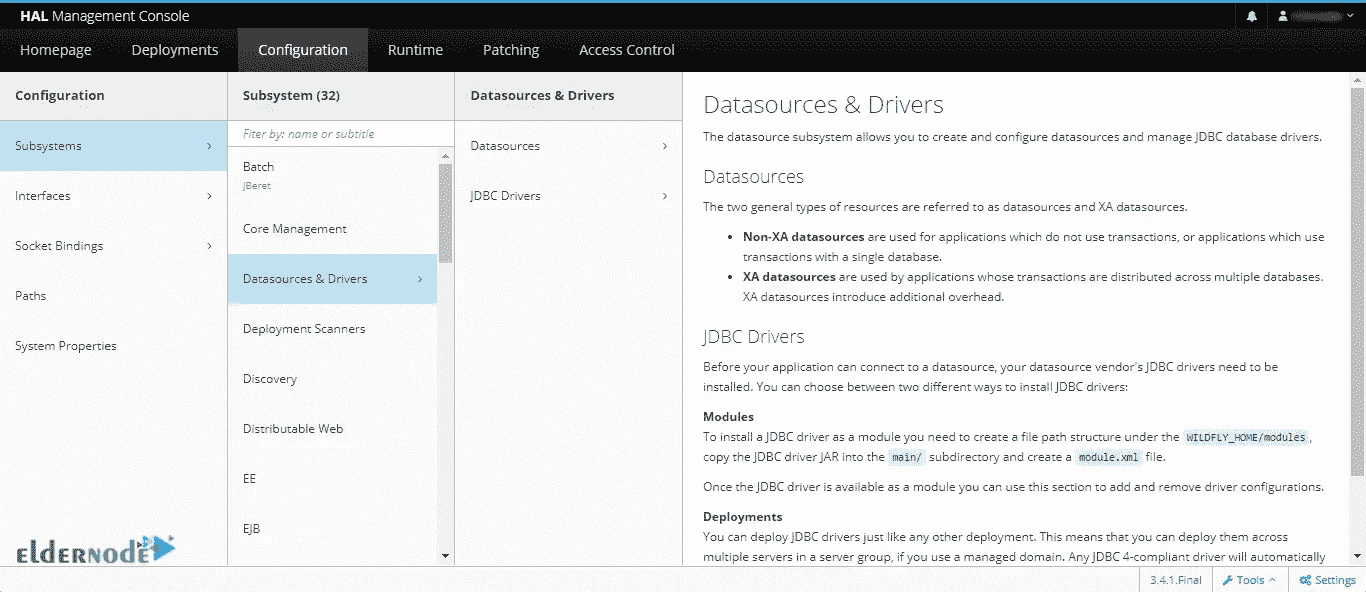 HAL Management Console
Homepage Deployments Configuration Runtime Patching Access Control
Configuration
Subsystems
Interfaces
Socket Bindings
Paths
System Properties
Subsystem (32)
Fiter by: name or subtitle
Batch
JBeret
Core Management
Datasources & Drivers
Deployment Scanners
Discovery
Distributable Web
EE
EJB
Datasources & Drivers
Datasources
JDBC Drivers
Datasources & Drivers
The datasource subsystem allows you to create and configure datasources and manage JDBC database drivers.
Datasources
The two general types of resources are referred to as datasources and XA datasources.
• Non-XA datasources are used for applications which do not use transactions, or applications which use
transactions with a single database.
• XA datasources are used by applications whose transactions are distributed across multiple databases.
XA datasources introduce additional overhead.
JDBC Drivers
Before your application can connect to a datasource, your datasource vendor's JDBC drivers need to be
installed. You can choose between two different ways to install JDBC drivers:
Modules
To install a JDBC driver as a module you need to create a file path structure under the WILDFLY_HOME/modules,
copy the JDBC driver JAR into the main/ subdirectory and create a module.xml file.
Once the JDBC driver is available as a module you can use this section to add and remove driver configurations.
Deployments
You can deploy JDBC drivers just like any other deployment. This means that you can deploy them across
multiple servers in a server group, if you use a managed domain. Any JDBC 4-compliant driver will automatically
eldernode
3.4.1.Final Tools Settings